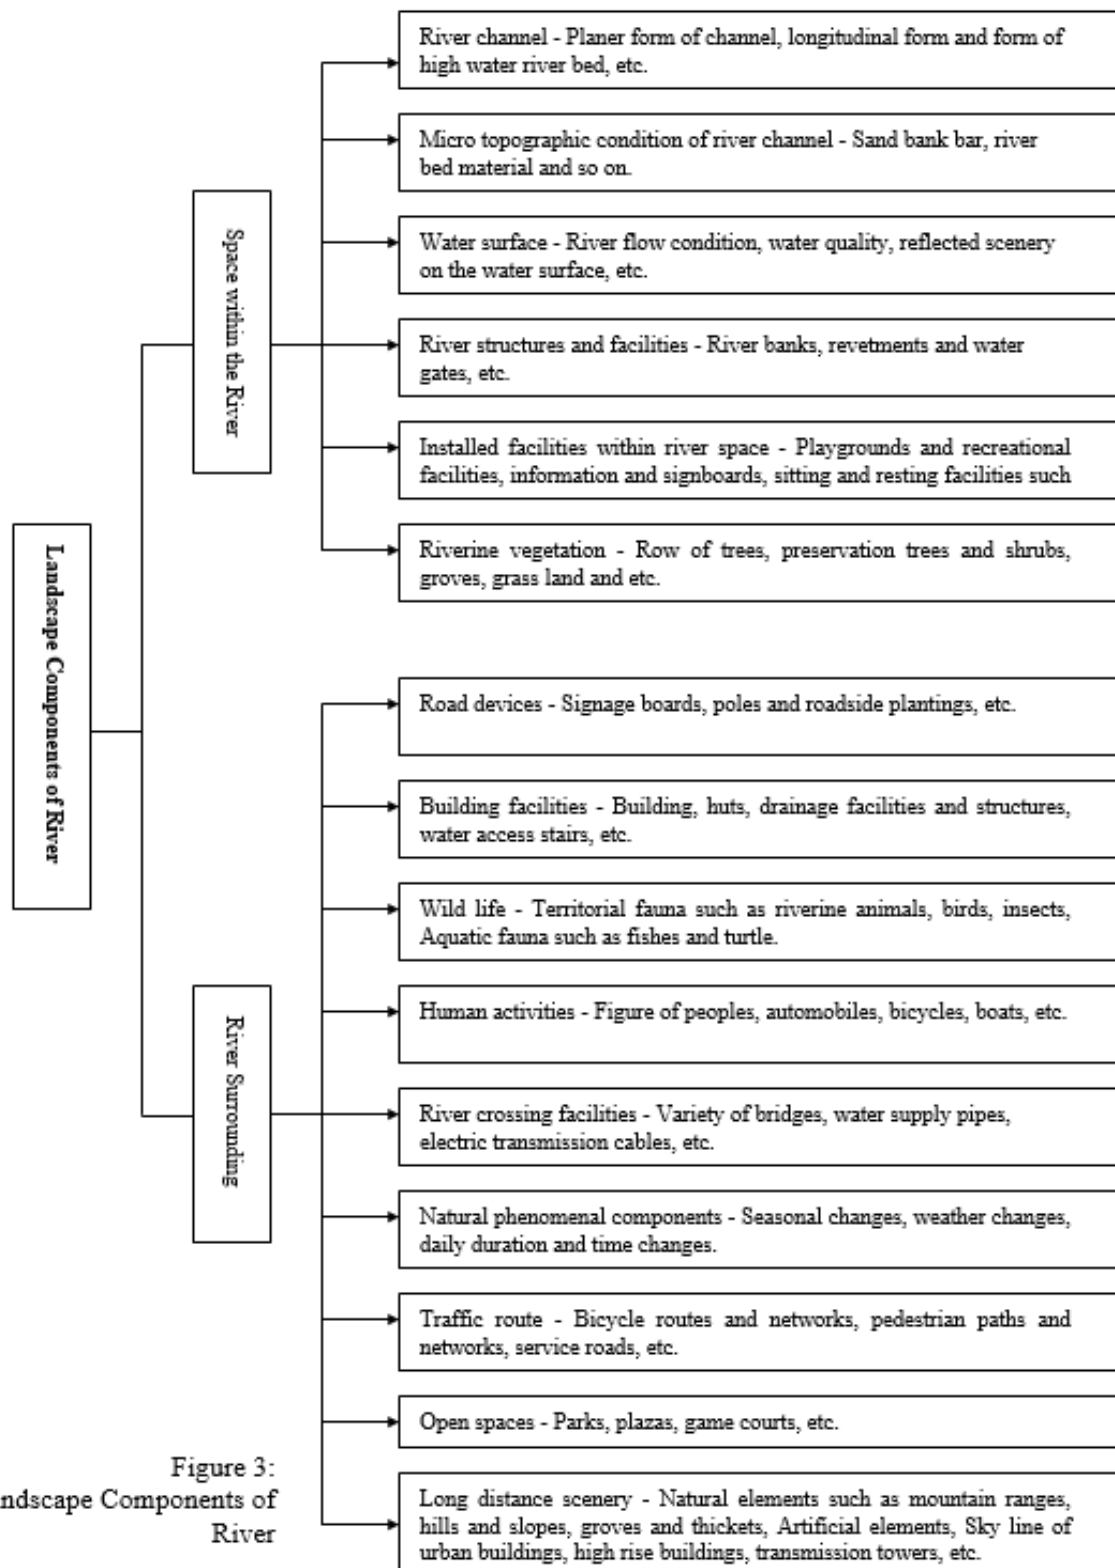 River channel - Planer form of channel, longitudinal form and form of
high water river bed, etc.
Micro topographic condition of river channel - Sand bank bar, river
bed material and so on.
Water surface - River flow condition, water quality, reflected scenery
on the water surface, etc.
Space within the River
River structures and facilities - River banks, revetments and water
gates, etc.
Installed facilities within river space - Playgrounds and recreational
facilities, information and signboards, sitting and resting facilities such
Riverine vegetation - Row of trees, preservation trees and shrubs,
groves, grass land and etc.
Landscape Components of River
Road devices - Signage boards, poles and roadside plantings, etc.
Building facilities - Building, huts, drainage facilities and structures,
water access stairs, etc.
Wild life - Territorial fauna such as riverine animals, birds, insects,
Aquatic fauna such as fishes and turtle.
Human activities - Figure of peoples, automobiles, bicycles, boats, etc.
River Surrounding
River crossing facilities - Variety of bridges, water supply pipes,
electric transmission cables, etc.
Natural phenomenal components - Seasonal changes, weather changes,
daily duration and time changes.
Traffic route - Bicycle routes and networks, pedestrian paths and
networks, service roads, etc.
Open spaces - Parks, plazas, game courts, etc.
Long distance scenery - Natural elements such as mountain ranges,
hills and slopes, groves and thickets, Artificial elements, Sky line of
urban buildings, high rise buildings, transmission towers, etc.
Figure 3:
ndscape Components of
River